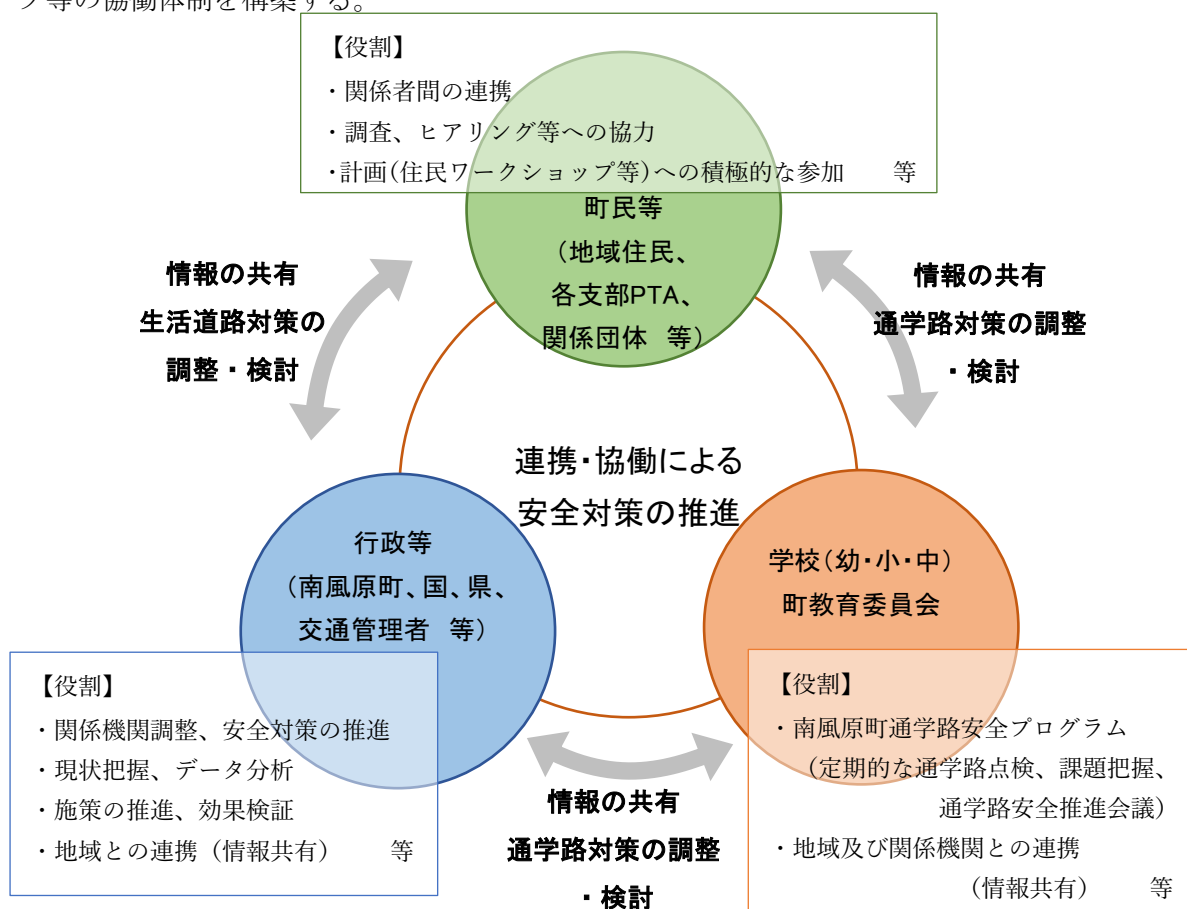 プ等の協働体制を構築する。
【役割】
・関係者間の連携
・調査、ヒアリング等への協力
・計画(住民ワークショップ等)への積極的な参加　　等
町民等
（地域住民、
各支部PTA、
関係団体　等）
情報の共有
生活道路対策の
調整・検討
情報の共有
通学路対策の調整
・検討
連携・協働による
安全対策の推進
行政等
（南風原町、国、県、
交通管理者　等）
学校（幼・小・中）
町教育委員会
【役割】
・関係機関調整、安全対策の推進
・現状把握、データ分析
・施策の推進、効果検証
・地域との連携（情報共有）　　等
情報の共有
通学路対策の調整
・検討
【役割】
・南風原町通学路安全プログラム
（定期的な通学路点検、課題把握、
通学路安全推進会議）
・地域及び関係機関との連携
（情報共有）　　等